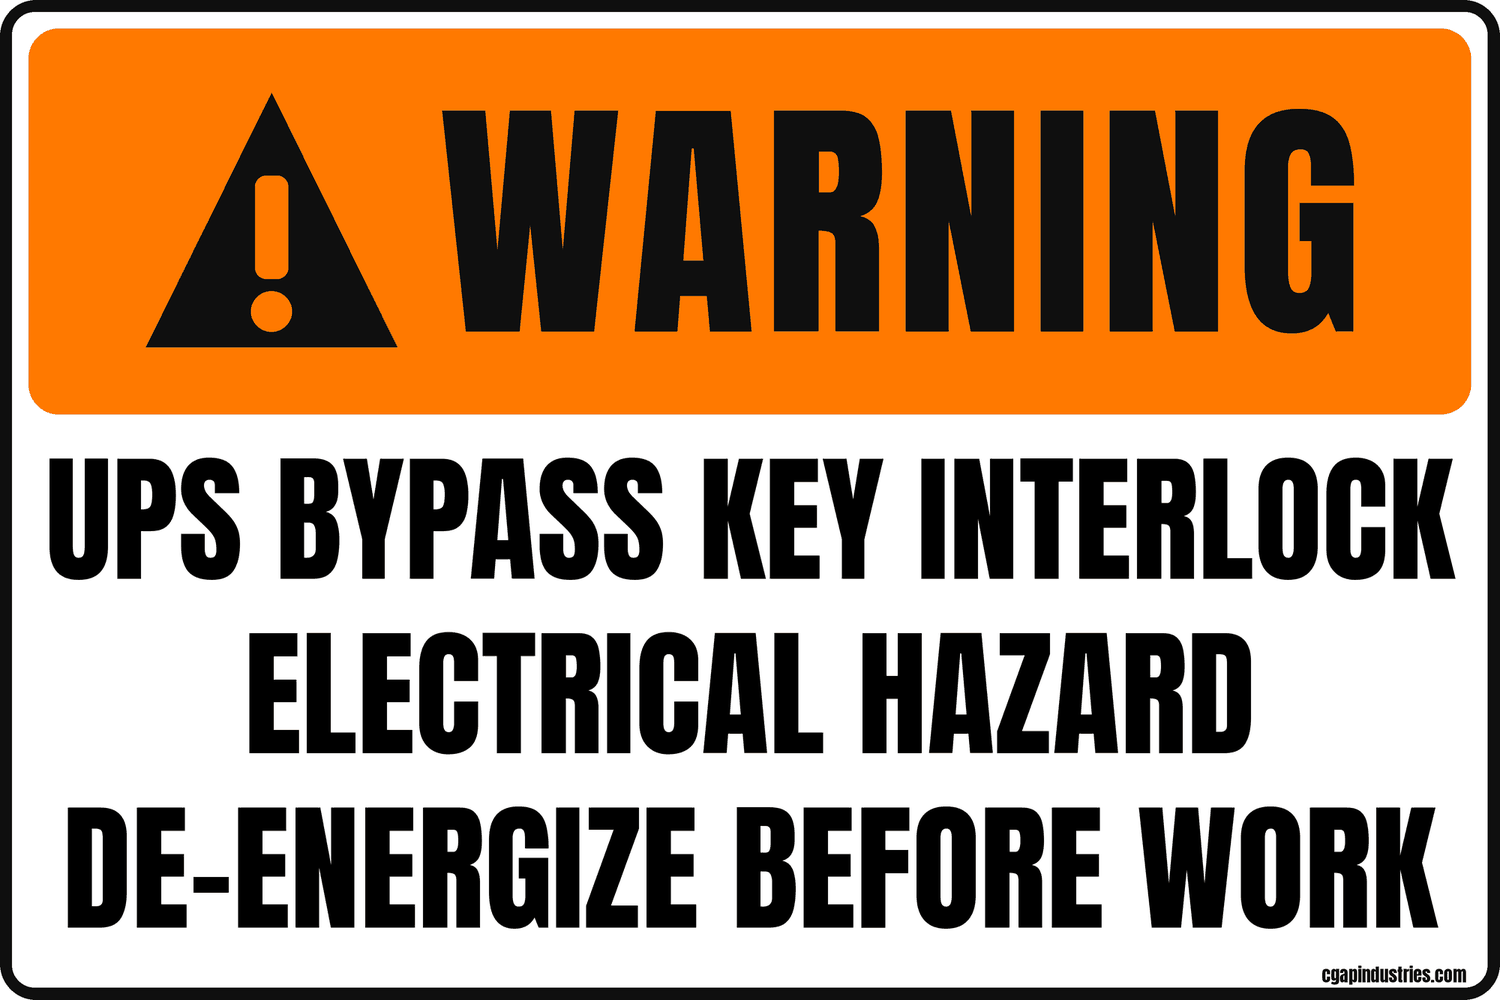 WARNING
UPS BYPASS KEY INTERLOCK
ELECTRICAL HAZARD
DE-ENERGIZE BEFORE WORK
cgapindustries.com